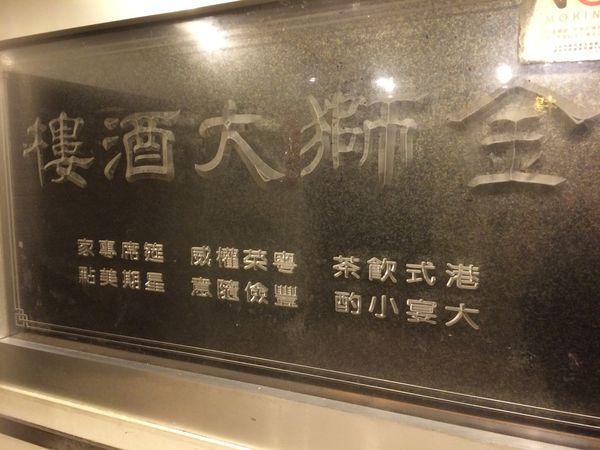 金獅大酒樓
港式飲茶 粵菜權威 筵席專家
大宴小酌 豐儉隨意 星期美點